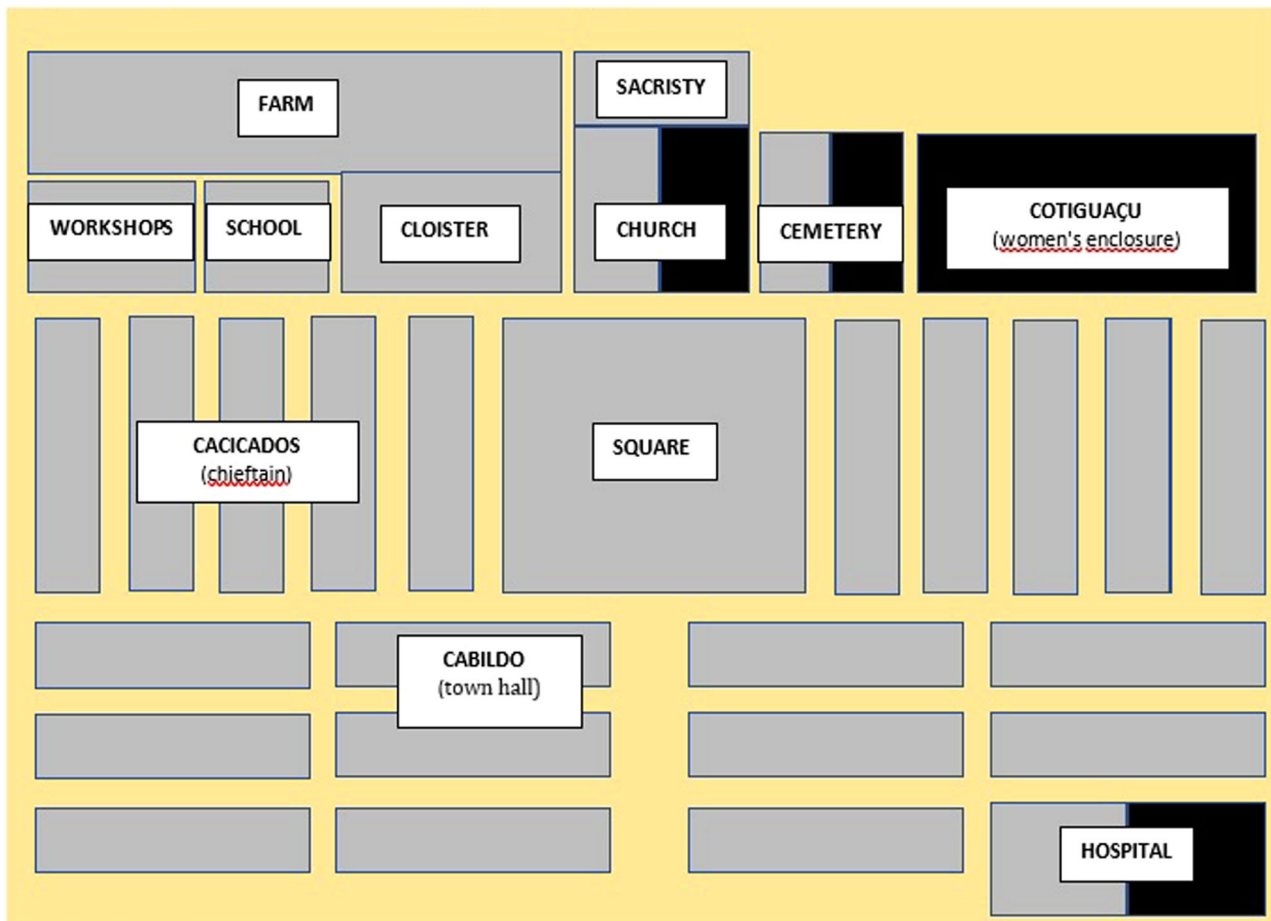 FARM
SACRISTY
WORKSHOPS
SCHOOL
CLOISTER
CHURCH
CEMETERY
COTIGUAÇU
(women's enclosure)
CACICADOS
(chieftain)
SQUARE
CABILDO
(town hall)
HOSPITAL